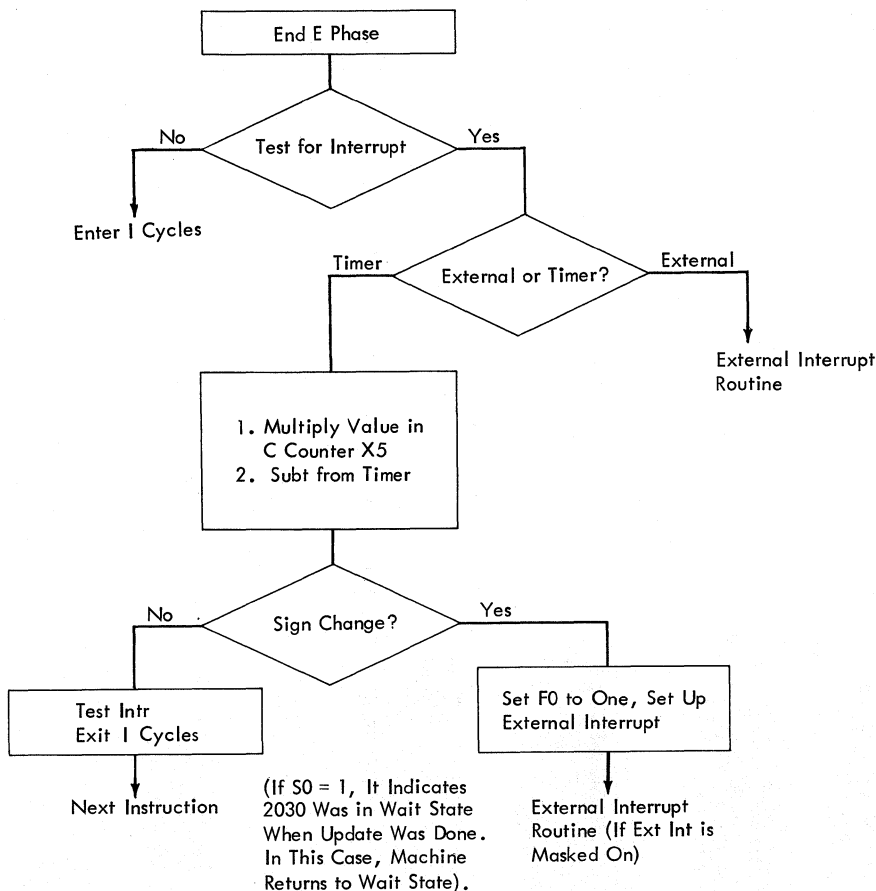 End E Phase
Test for Interrupt
No
Yes
Enter I Cycles
External or Timer?
Timer
External
External Interrupt
Routine
1. Multiply Value in
C Counter X5
2. Subt from Timer
Sign Change?
No
Yes
Test Intr
Exit I Cycles
Next Instruction
Set F0 to One, Set Up
External Interrupt
(If S0 = 1, It Indicates
2030 Was in Wait State
When Update Was Done.
In This Case, Machine
Returns to Wait State).
External Interrupt
Routine (If Ext Int is
Masked On)